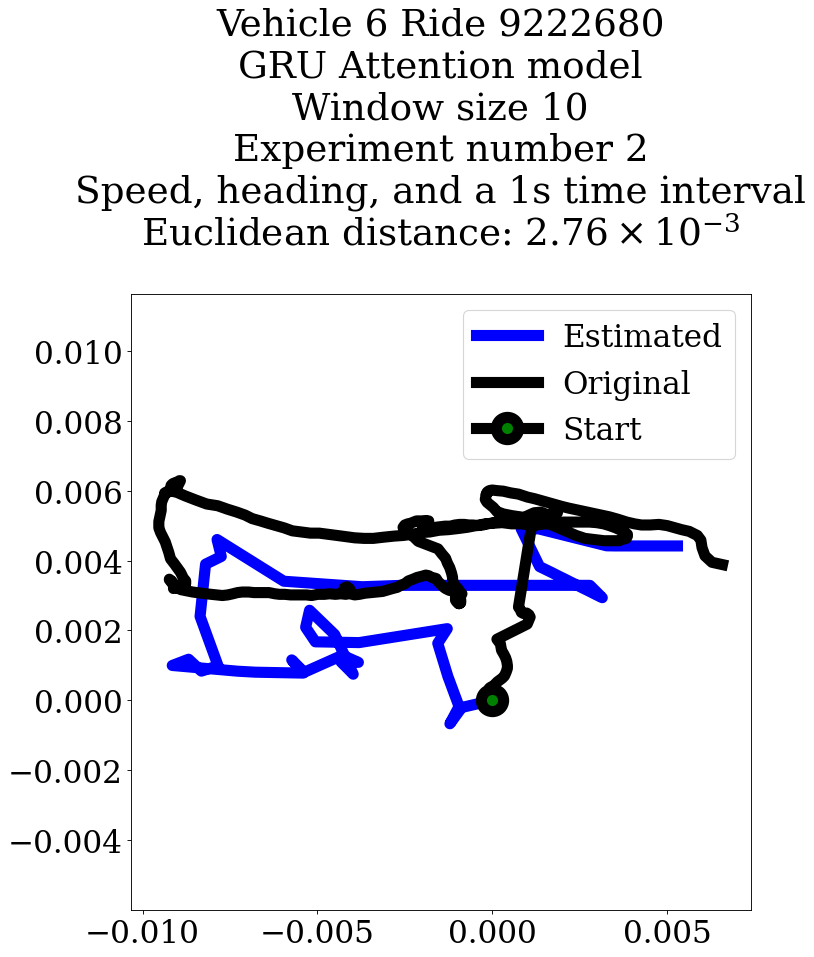 Vehicle 6 Ride 9222680
GRU Attention model
Window size 10
Experiment number 2
Speed, heading, and a 1s time interval
Euclidean distance: 2.76 × 10⁻³
Estimated
Original
Start
0.010
0.008
0.006
0.004
0.002
0.000
−0.002
−0.004
−0.010 −0.005 0.000 0.005